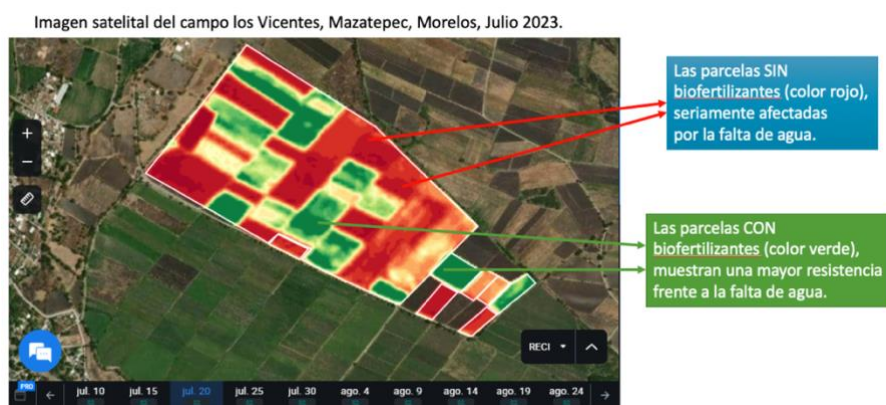 Imagen satelital del campo los Vicentes, Mazatepec, Morelos, Julio 2023.
Las parcelas SIN
biofertilizantes (color rojo),
seriamente afectadas
por la falta de agua.
Las parcelas CON
biofertilizantes (color verde),
muestran una mayor resistencia
frente a la falta de agua.
+
−
RECI
PRO
← jul. 10 jul. 15 jul. 20 jul. 25 jul. 30 ago. 4 ago. 9 ago. 14 ago. 19 ago. 24 →